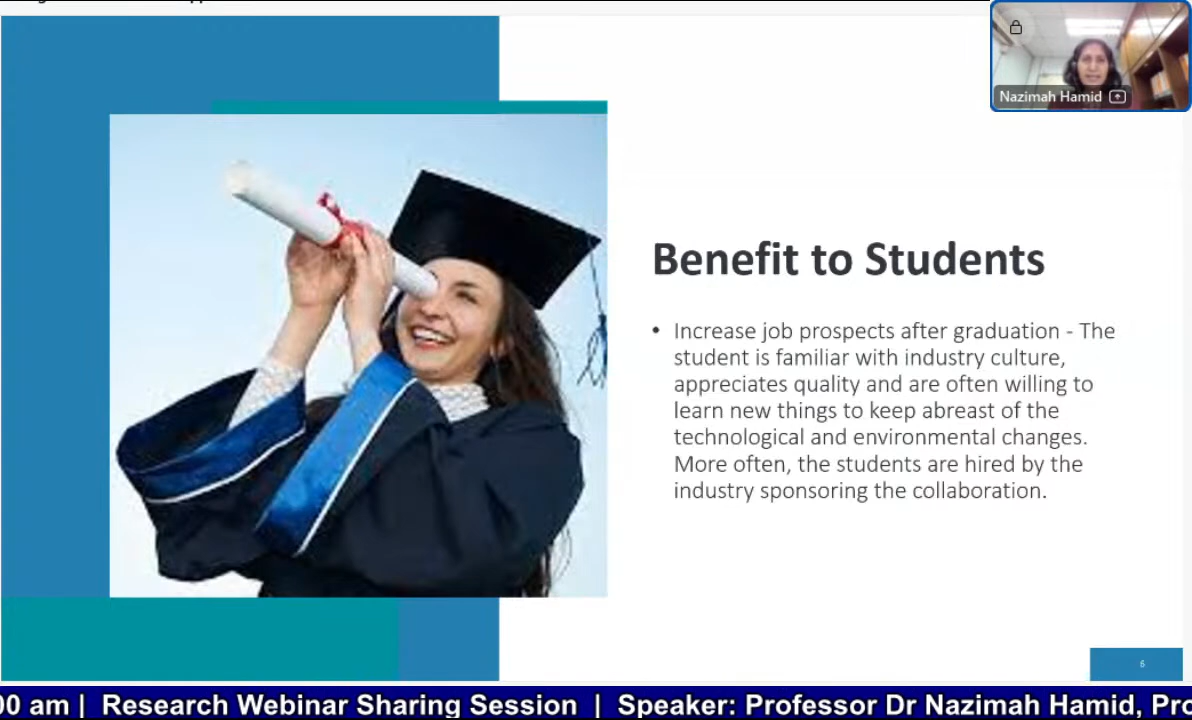 Nazimah Hamid
Benefit to Students
• Increase job prospects after graduation - The
student is familiar with industry culture,
appreciates quality and are often willing to
learn new things to keep abreast of the
technological and environmental changes.
More often, the students are hired by the
industry sponsoring the collaboration.
6
00 am | Research Webinar Sharing Session | Speaker: Professor Dr Nazimah Hamid, Pro